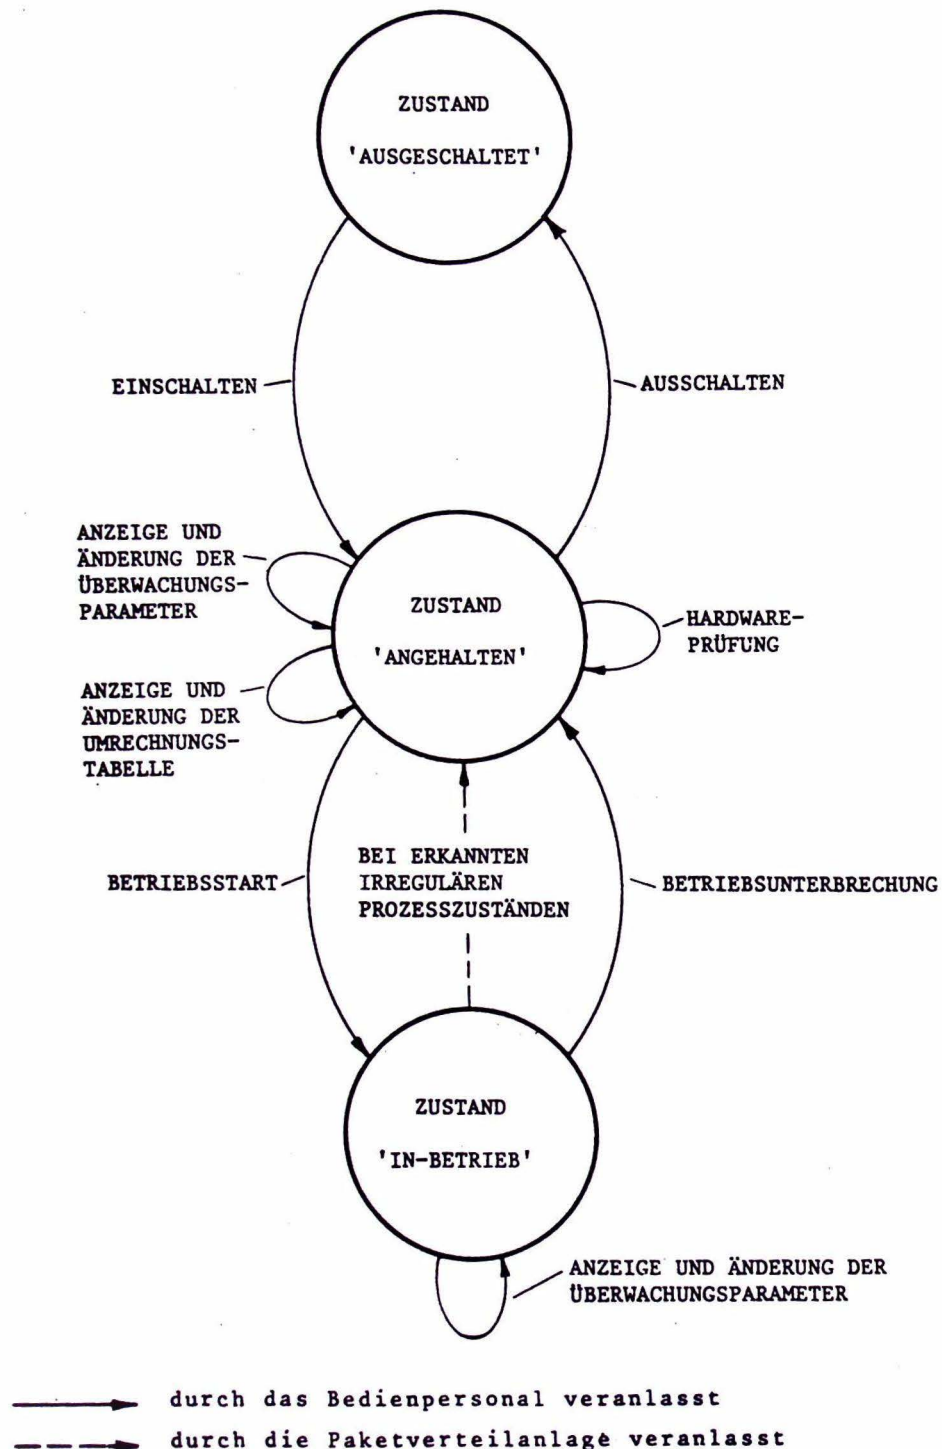 ZUSTAND
'AUSGESCHALTET'
EINSCHALTEN
AUSSCHALTEN
ANZEIGE UND
ÄNDERUNG DER
ÜBERWACHUNGS-
PARAMETER
ZUSTAND
'ANGEHALTEN'
HARDWARE-
PRÜFUNG
ANZEIGE UND
ÄNDERUNG DER
UMRECHNUNGS-
TABELLE
BETRIEBSSTART
BEI ERKANNTEN
IRREGULÄREN
PROZESSZUSTÄNDEN
BETRIEBSUNTERBRECHUNG
ZUSTAND
'IN-BETRIEB'
ANZEIGE UND ÄNDERUNG DER
ÜBERWACHUNGSPARAMETER
durch das Bedienpersonal veranlasst
durch die Paketverteilanlage veranlasst